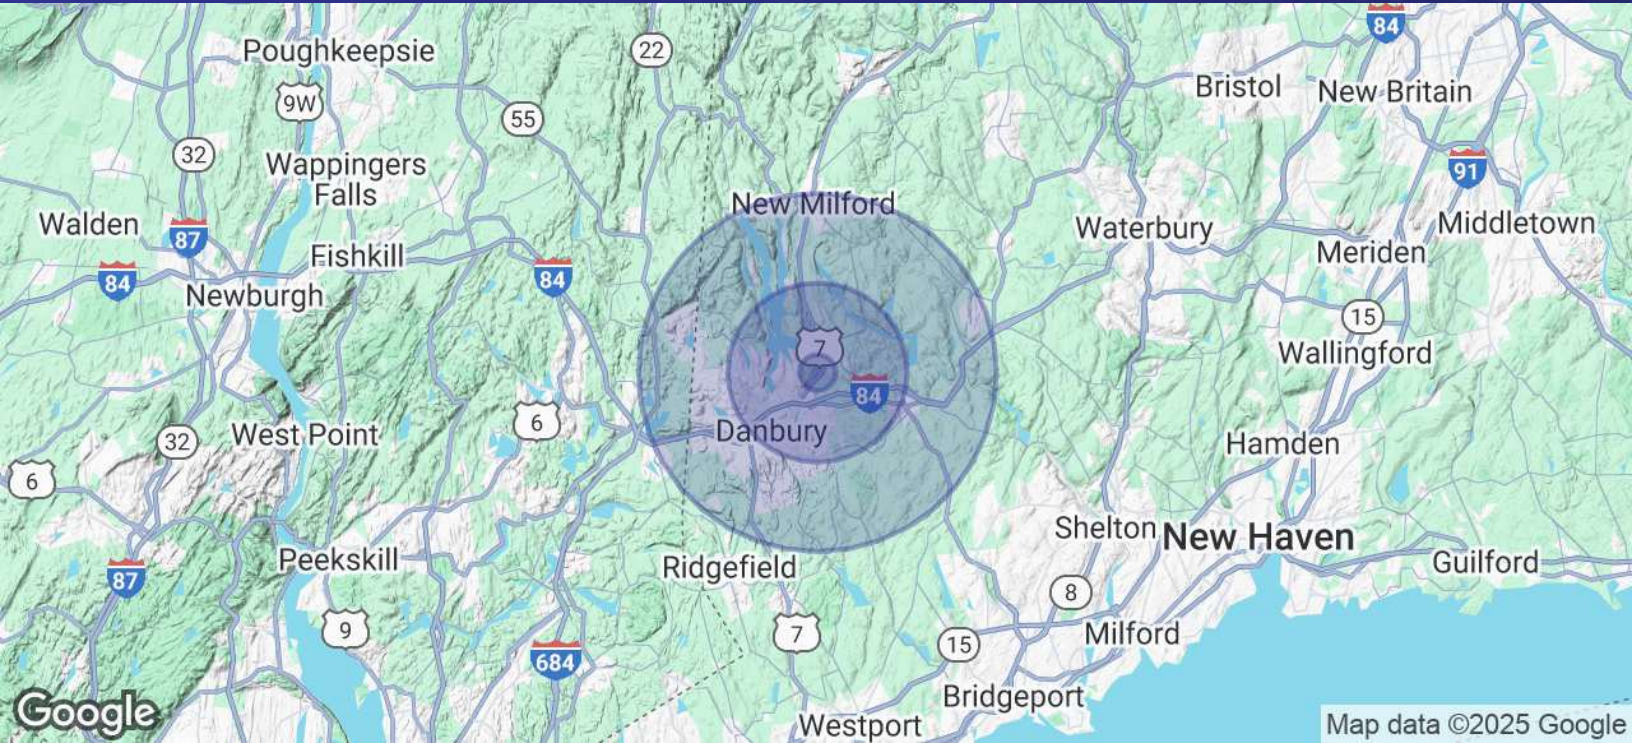 84
Poughkeepsie
22
Bristol
New Britain
9W
55
32
Wappingers
Falls
91
New Milford
Walden
87
Waterbury
Middletown
Fishkill
Meriden
84
84
Newburgh
15
7
Wallingford
84
6
32
West Point
Danbury
Hamden
6
Shelton
New Haven
Peekskill
Ridgefield
Guilford
87
8
9
7
15
Milford
684
Bridgeport
Google
Westport
Map data ©2025 Google